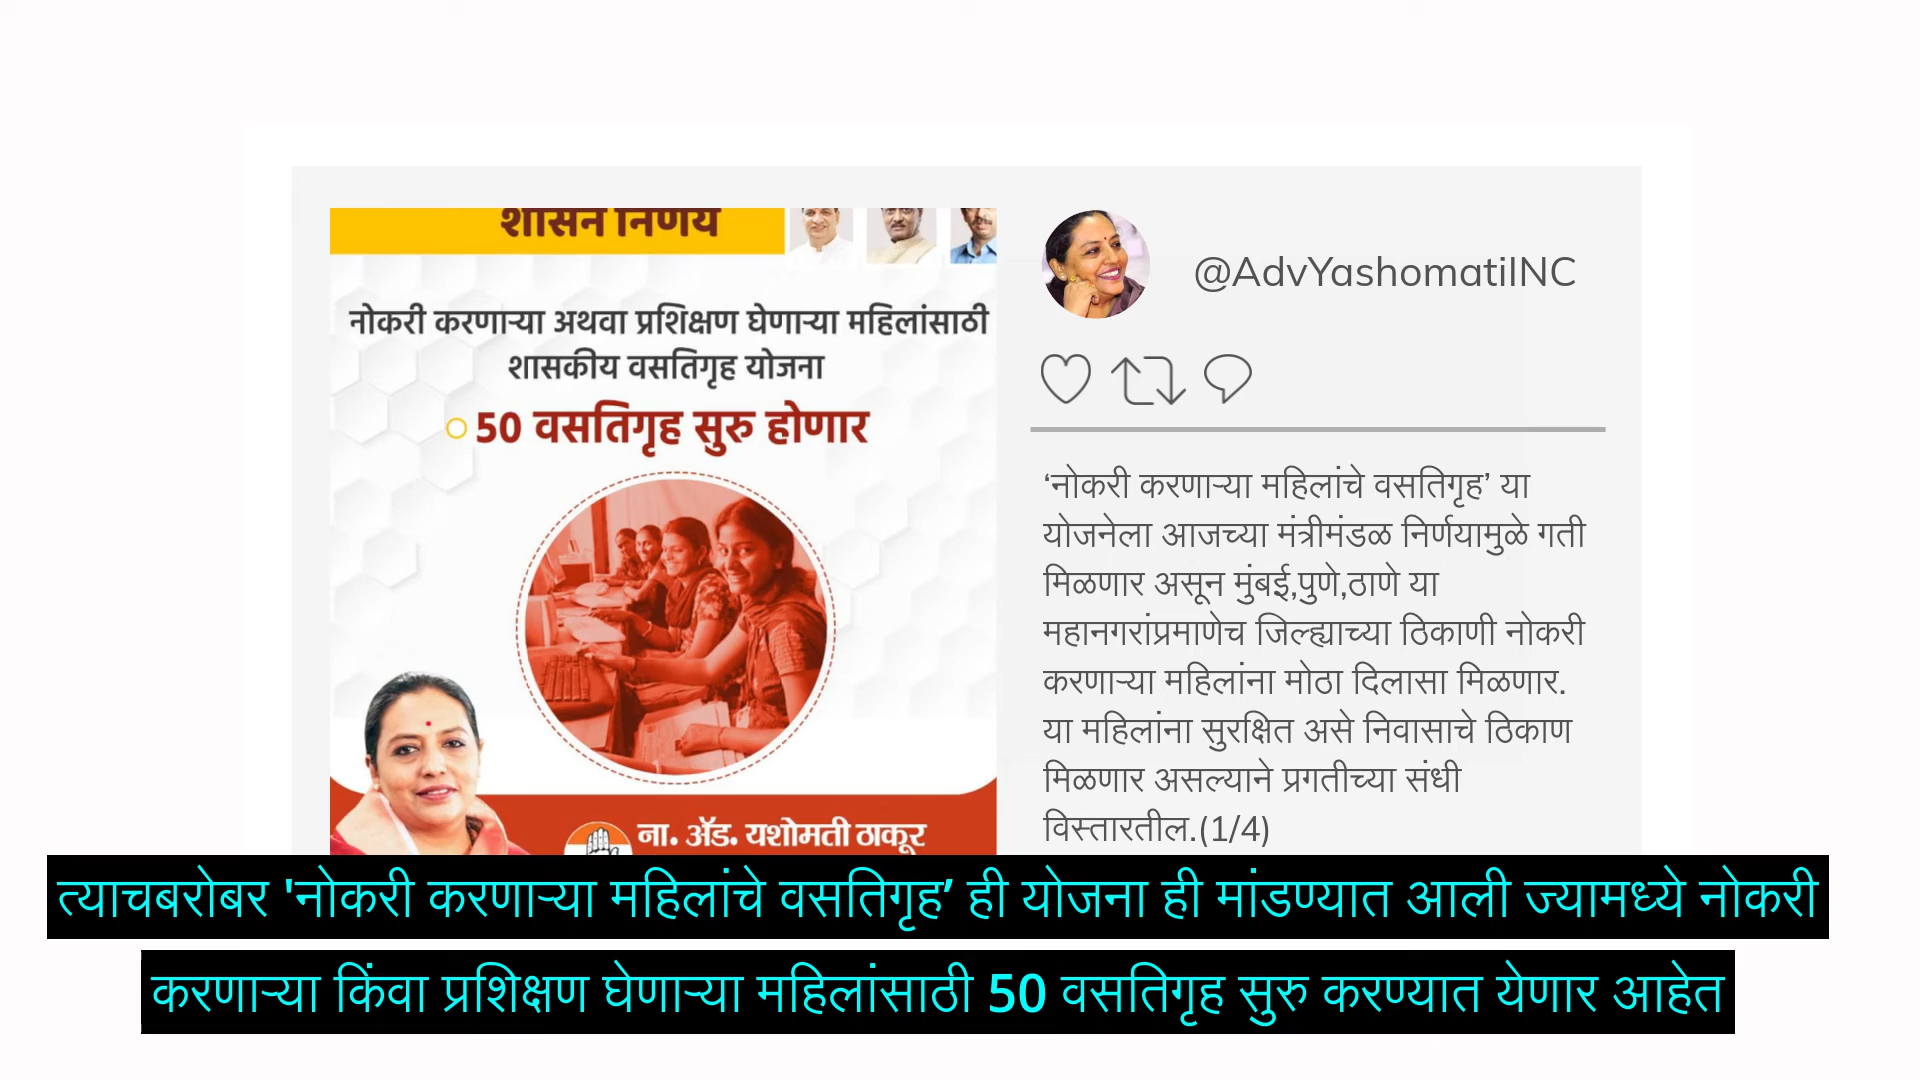 शासन निर्णय
नोकरी करणाऱ्या अथवा प्रशिक्षण घेणाऱ्या महिलांसाठी
शासकीय वसतिगृह योजना
50 वसतिगृह सुरु होणार
ना. ॲड. यशोमती ठाकूर
@AdvYashomatiINC
‘नोकरी करणाऱ्या महिलांचे वसतिगृह’ या
योजनेला आजच्या मंत्रीमंडळ निर्णयामुळे गती
मिळणार असून मुंबई,पुणे,ठाणे या
महानगरांप्रमाणेच जिल्ह्याच्या ठिकाणी नोकरी
करणाऱ्या महिलांना मोठा दिलासा मिळणार.
या महिलांना सुरक्षित असे निवासाचे ठिकाण
मिळणार असल्याने प्रगतीच्या संधी
विस्तारतील.(1/4)
त्याचबरोबर 'नोकरी करणाऱ्या महिलांचे वसतिगृह’ ही योजना ही मांडण्यात आली ज्यामध्ये नोकरी
करणाऱ्या किंवा प्रशिक्षण घेणाऱ्या महिलांसाठी 50 वसतिगृह सुरु करण्यात येणार आहेत